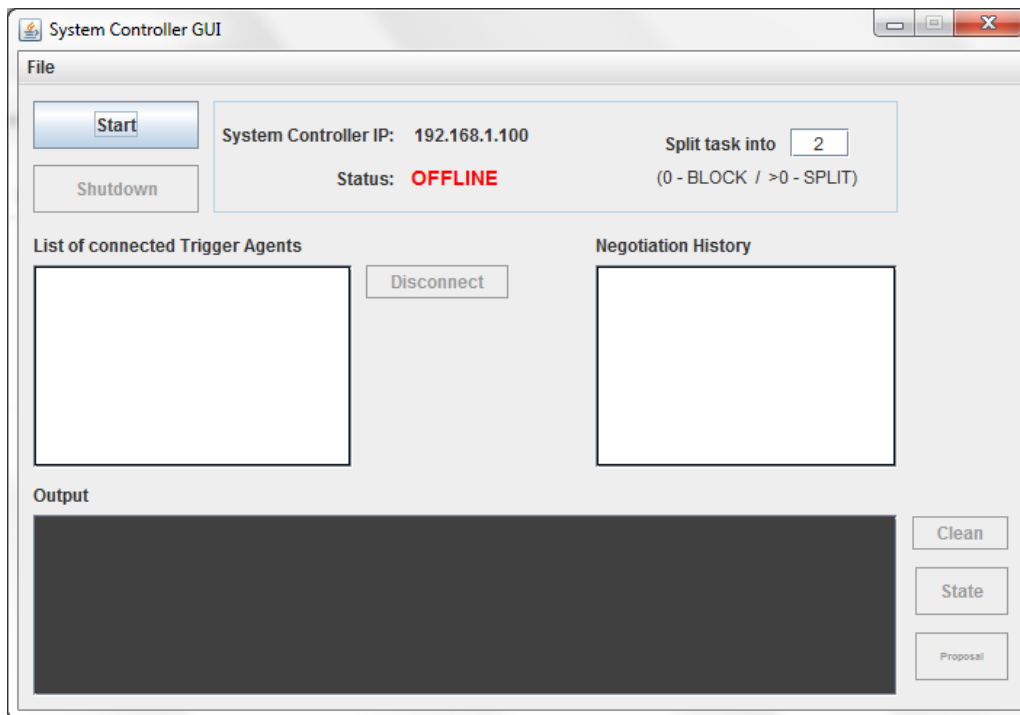 System Controller GUI
File
Start
System Controller IP: 192.168.1.100
Split task into 2
Shutdown
Status: OFFLINE
(0 - BLOCK / >0 - SPLIT)
List of connected Trigger Agents
Negotiation History
Disconnect
Output
Clean
State
Proposal